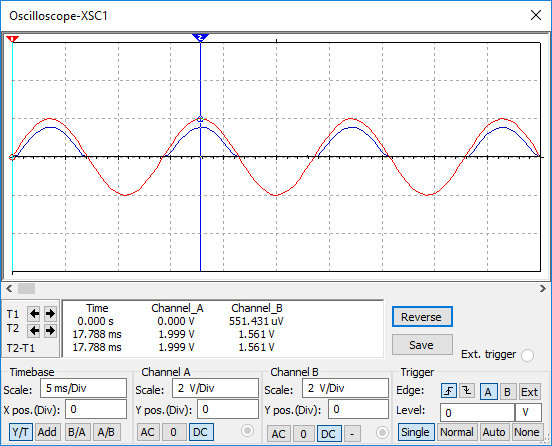 Oscilloscope-XSC1
1 2
T1
T2
T2-T1
Time Channel_A Channel_B
0.000 s 0.000 V 551.431 uV
17.788 ms 1.999 V 1.561 V
17.788 ms 1.999 V 1.561 V
Reverse
Save
Ext. trigger
Timebase
Scale: 5 ms/Div
X pos.(Div): 0
Y/T Add B/A A/B
Channel A
Scale: 2 V/Div
Y pos.(Div): 0
AC 0 DC
Channel B
Scale: 2 V/Div
Y pos.(Div): 0
AC 0 DC -
Trigger
Edge: A B Ext
Level: 0 V
Single Normal Auto None